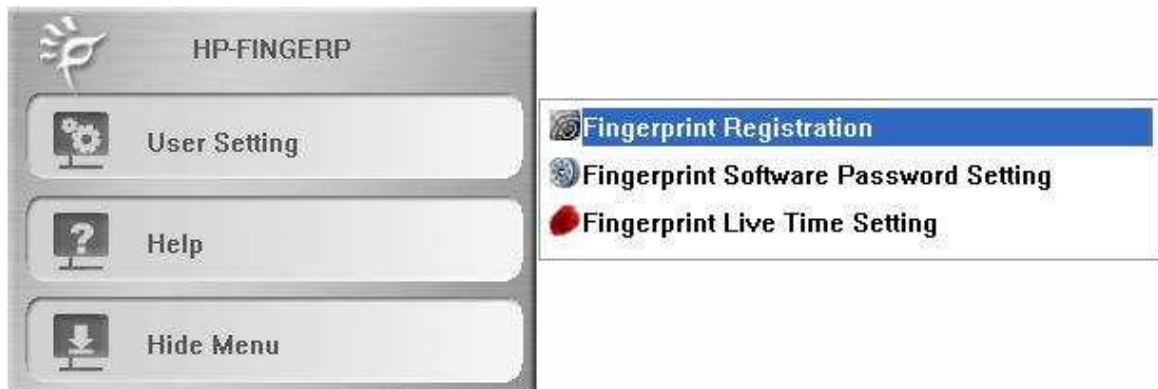 HP-FINGERP
User Setting
Help
Hide Menu
Fingerprint Registration
Fingerprint Software Password Setting
Fingerprint Live Time Setting